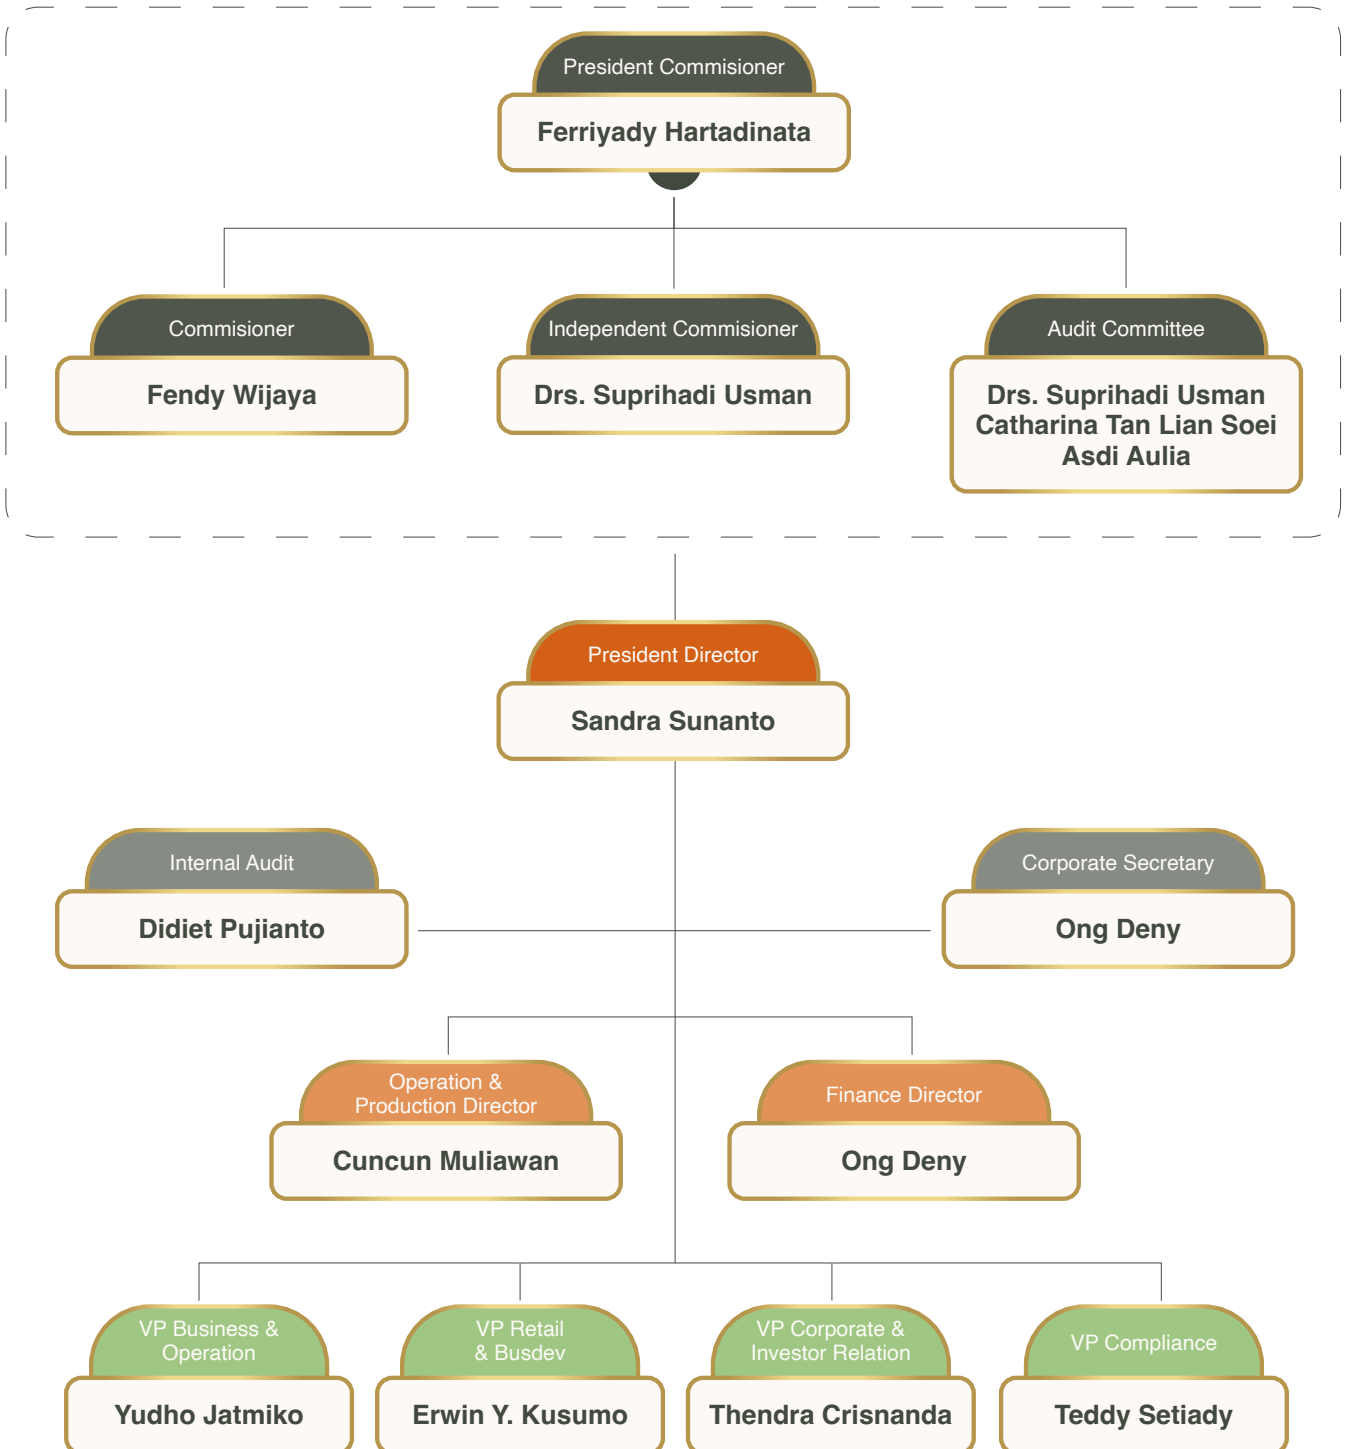 President Commisioner
Ferriyady Hartadinata
Commisioner
Fendy Wijaya
Independent Commisioner
Drs. Suprihadi Usman
Audit Committee
Drs. Suprihadi Usman
Catharina Tan Lian Soei
Asdi Aulia
President Director
Sandra Sunanto
Internal Audit
Didiet Pujianto
Corporate Secretary
Ong Deny
Operation &
Production Director
Cuncun Muliawan
Finance Director
Ong Deny
VP Business &
Operation
Yudho Jatmiko
VP Retail
& Busdev
Erwin Y. Kusumo
VP Corporate &
Investor Relation
Thendra Crisnanda
VP Compliance
Teddy Setiady